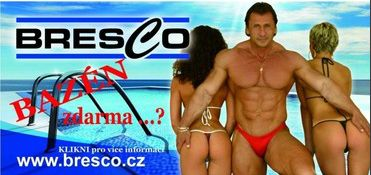 BRESCO
BAZÉN
zdarma ...?
KLIKNI pro více informací
www.bresco.cz